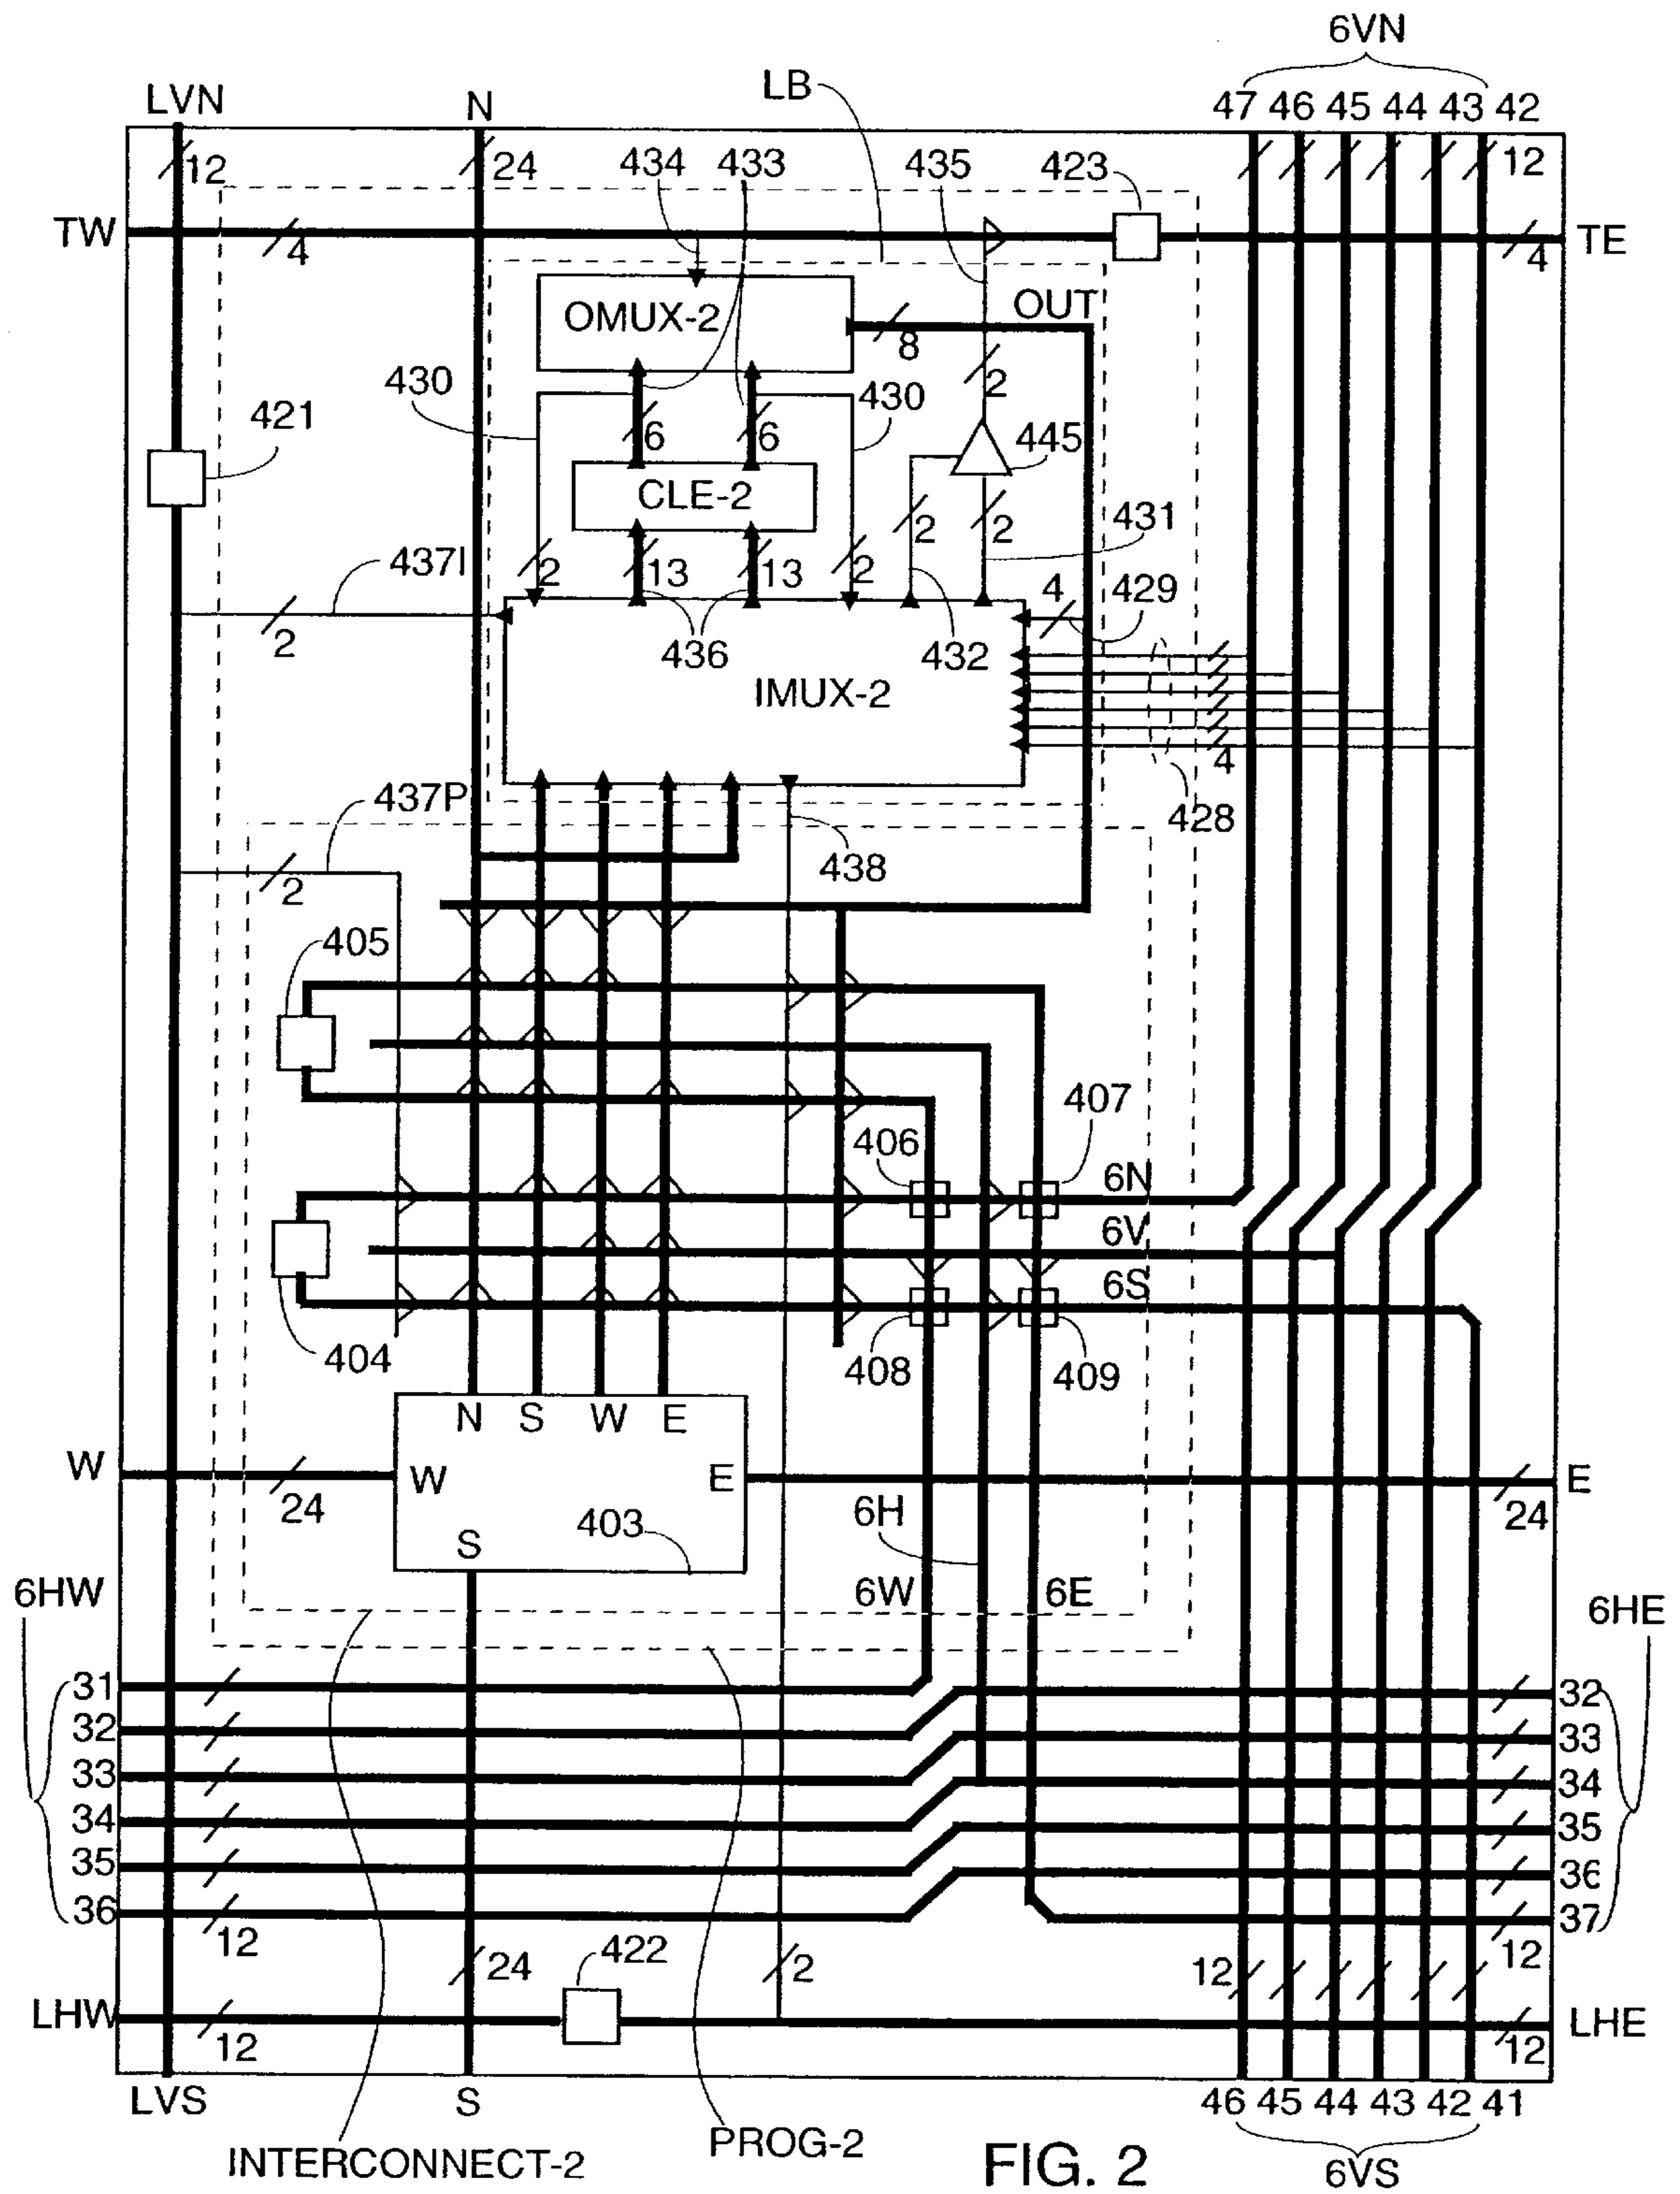 6VN
LVN N LB 47 46 45 44 43 42
12 24 434 433 435 423 12
TW 4 TE 4
OMUX-2 OUT
8
430 2 430
421 6 6 445
CLE-2
437I 2 13 13 2 2 2 431
2 436 432 4 429
IMUX-2
4
437P 438 428
2
405
407
406 6N
6V
6S
404 408 409
N S W E
W 24 W E E 24
S 403 6H
6HW 6W 6E 6HE
31 32
32 33
33 34
34 35
35 36
36 12 37 12
24 422 2 12
LHW 12 LHE 12
LVS S 46 45 44 43 42 41
INTERCONNECT-2 PROG-2 FIG. 2 6VS